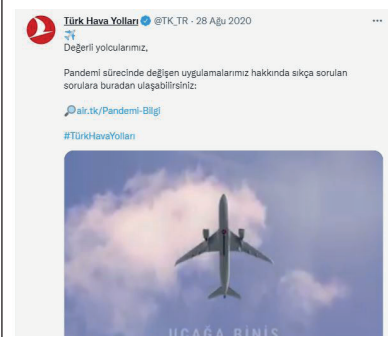 Türk Hava Yolları @TK_TR · 28 Ağu 2020
Değerli yolcularımız,
Pandemi sürecinde değişen uygulamalarımız hakkında sıkça sorulan
sorulara buradan ulaşabilirsiniz:
air.tk/Pandemi-Bilgi
#TürkHavaYolları
UÇAĞA BİNİŞ